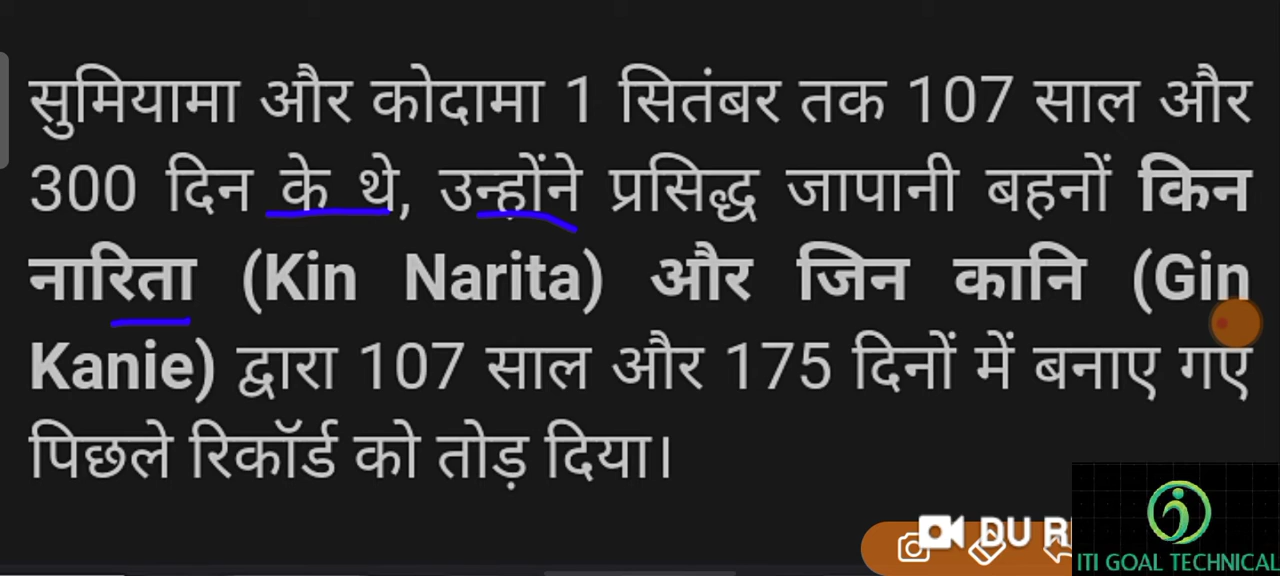 सुमियामा और कोदामा 1 सितंबर तक 107 साल और
300 दिन के थे, उन्होंने प्रसिद्ध जापानी बहनों किन
नारिता (Kin Narita) और जिन कानि (Gin
Kanie) द्वारा 107 साल और 175 दिनों में बनाए गए
पिछले रिकॉर्ड को तोड़ दिया।
DU R
ITI GOAL TECHNICAL